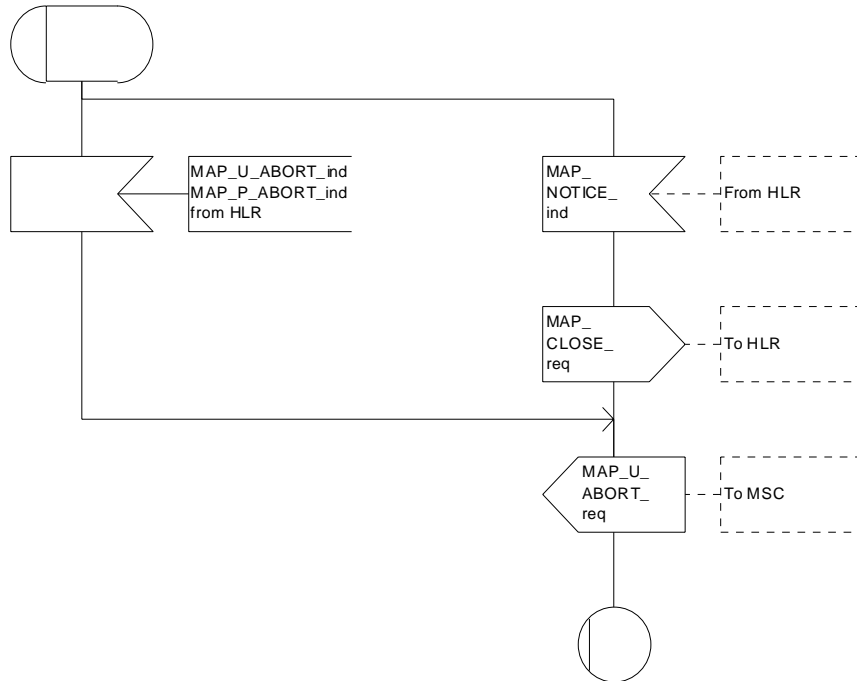 MAP_U_ABORT_ind
MAP_P_ABORT_ind
from HLR
MAP_
NOTICE_
ind
From HLR
MAP_
CLOSE_
req
To HLR
MAP_U_
ABORT_
req
To MSC